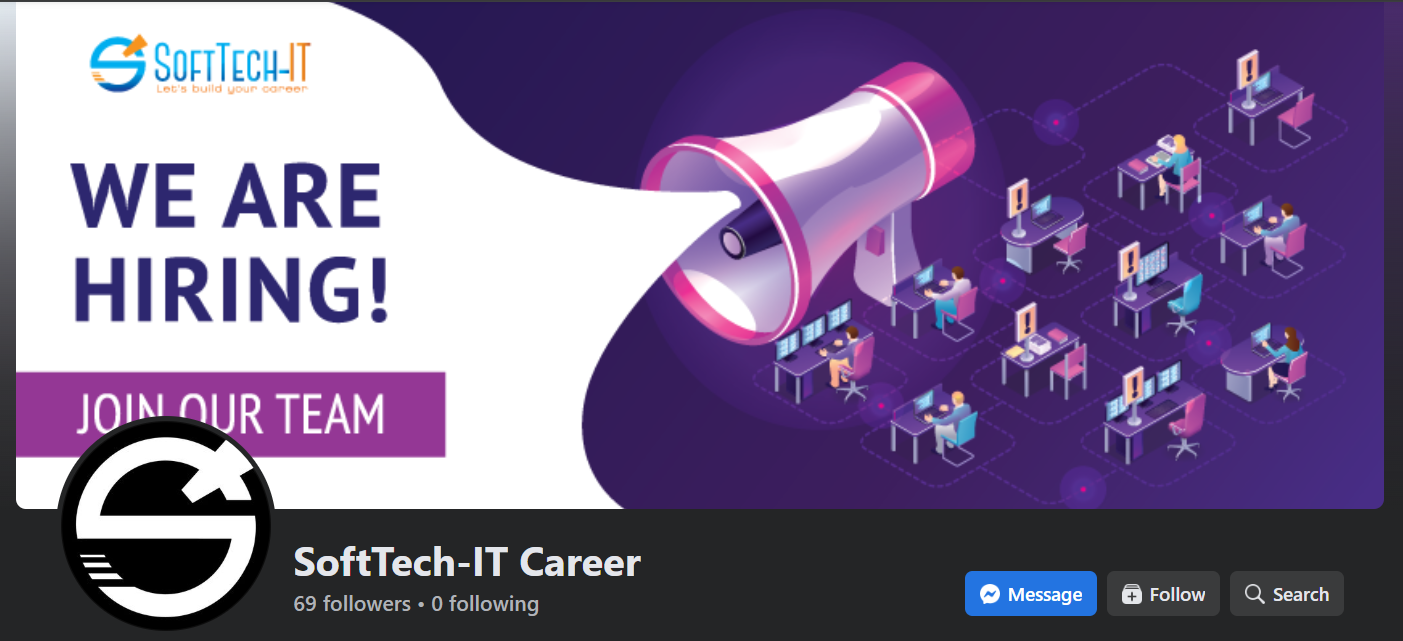 SOFTTECH-IT
Let's build your career
WE ARE
HIRING!
JOIN OUR TEAM
SoftTech-IT Career
69 followers • 0 following
Message
Follow
Search